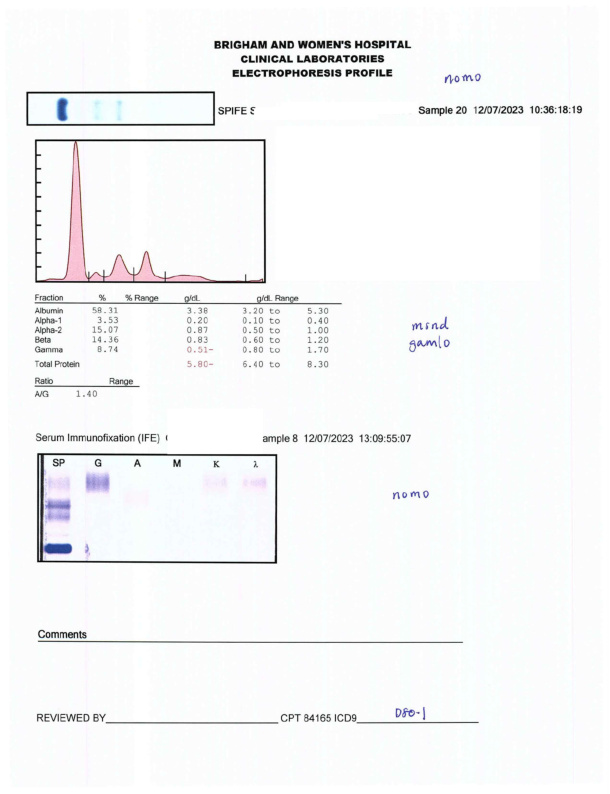 BRIGHAM AND WOMEN'S HOSPITAL
CLINICAL LABORATORIES
ELECTROPHORESIS PROFILE
nomo
SPIFE S
Sample 20 12/07/2023 10:36:18:19
Fraction % % Range g/dL g/dL Range
Albumin 58.31 3.38 3.20 to 5.30
Alpha-1 3.53 0.20 0.10 to 0.40
Alpha-2 15.07 0.87 0.50 to 1.00
Beta 14.36 0.83 0.60 to 1.20
Gamma 8.74 0.51- 0.80 to 1.70
Total Protein 5.80- 6.40 to 8.30
msnd
gamlo
Ratio Range
A/G 1.40
Serum Immunofixation (IFE) ample 8 12/07/2023 13:09:55:07
SP G A M K λ
nomo
Comments
REVIEWED BY CPT 84165 ICD9 D80-1